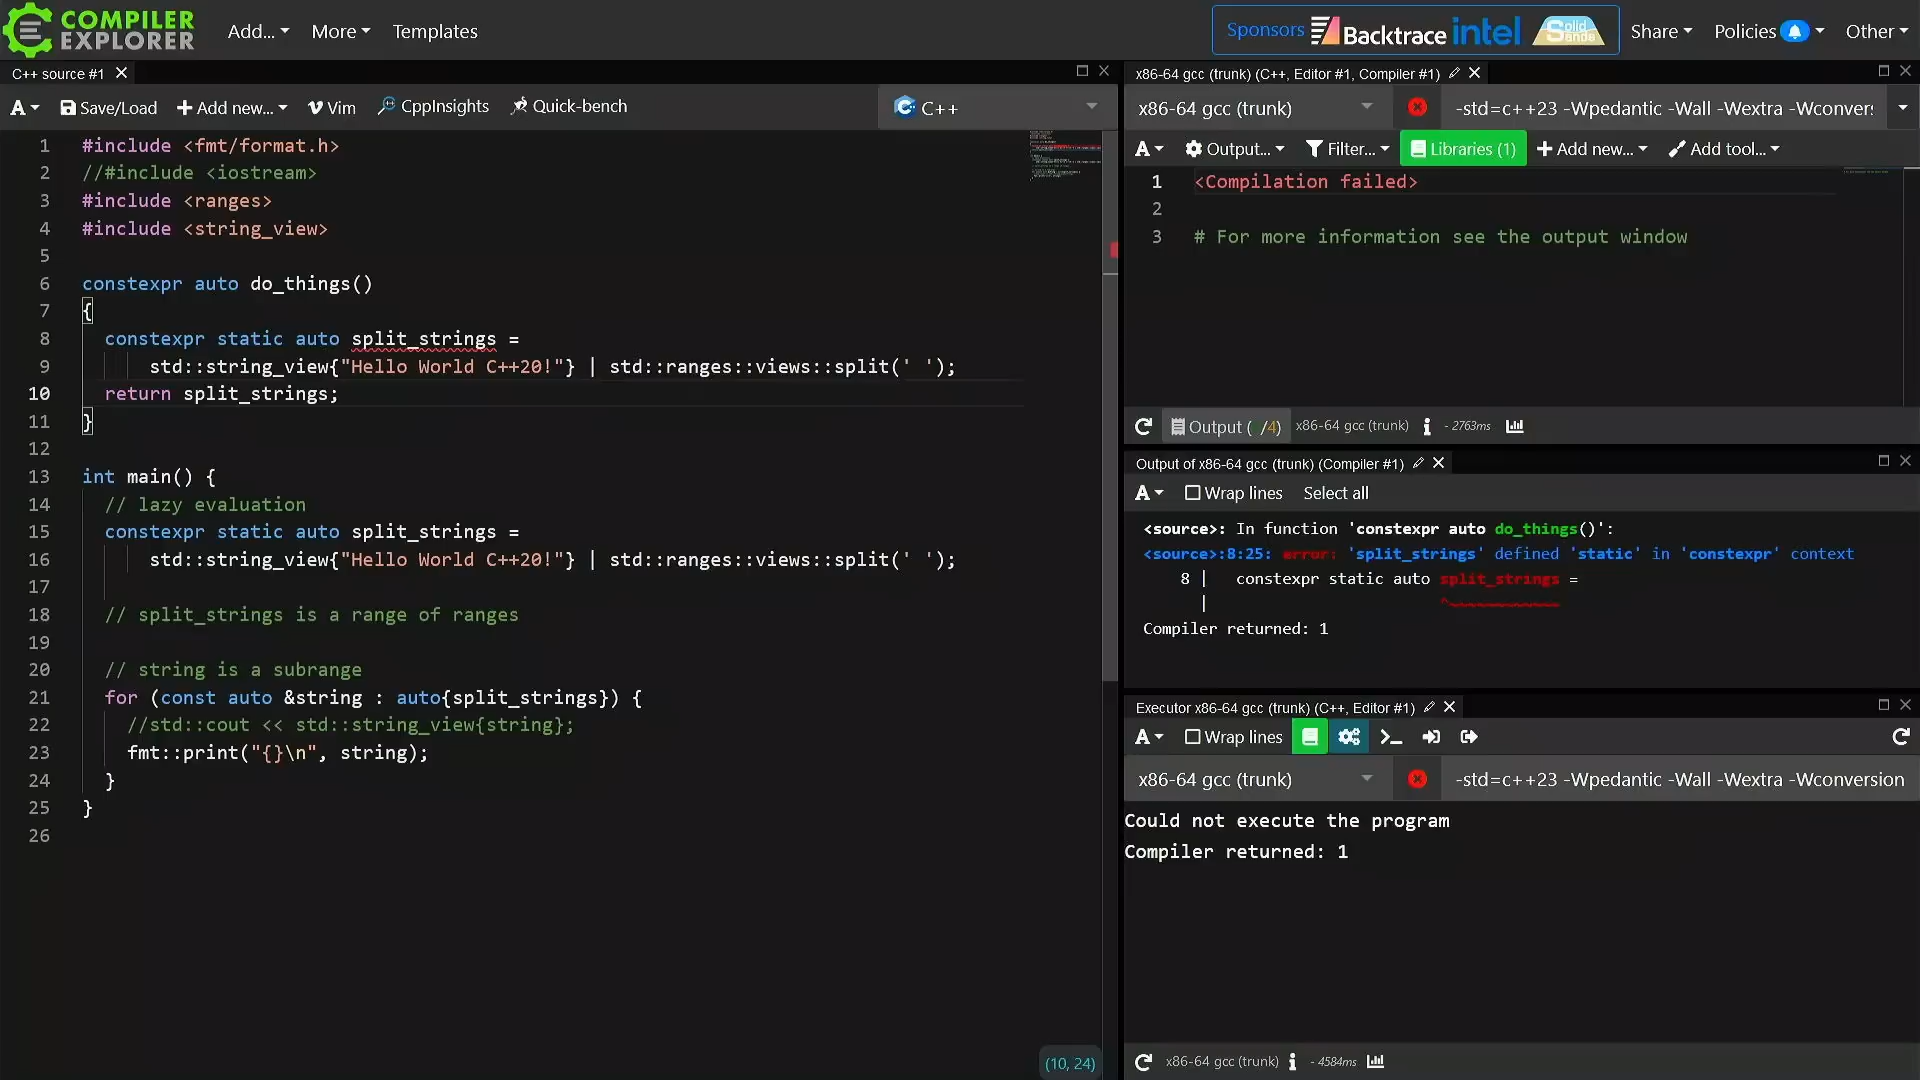 COMPILER
EXPLORER
Add...
More
Templates
Sponsors
Backtrace
intel
Solid Sands
Share
Policies
Other
C++ source #1
A
Save/Load
Add new...
Vim
CppInsights
Quick-bench
C++
1 #include <fmt/format.h>
2 //#include <iostream>
3 #include <ranges>
4 #include <string_view>
5
6 constexpr auto do_things()
7 {
8 constexpr static auto split_strings =
9 std::string_view{"Hello World C++20!"} | std::ranges::views::split(' ');
10 return split_strings;
11 }
12
13 int main() {
14 // lazy evaluation
15 constexpr static auto split_strings =
16 std::string_view{"Hello World C++20!"} | std::ranges::views::split(' ');
17
18 // split_strings is a range of ranges
19
20 // string is a subrange
21 for (const auto &string : auto{split_strings}) {
22 //std::cout << std::string_view{string};
23 fmt::print("{}\n", string);
24 }
25 }
26
(10, 24)
x86-64 gcc (trunk) (C++, Editor #1, Compiler #1)
x86-64 gcc (trunk)
-std=c++23 -Wpedantic -Wall -Wextra -Wconver
A
Output...
Filter...
Libraries (1)
Add new...
Add tool...
1 <Compilation failed>
2
3 # For more information see the output window
Output ( /4)
x86-64 gcc (trunk)
- 2763ms
Output of x86-64 gcc (trunk) (Compiler #1)
A
Wrap lines
Select all
<source>: In function 'constexpr auto do_things()':
<source>:8:25: error: 'split_strings' defined 'static' in 'constexpr' context
8 | constexpr static auto split_strings =
| ^~~~~~~~~~~~~
Compiler returned: 1
Executor x86-64 gcc (trunk) (C++, Editor #1)
A
Wrap lines
x86-64 gcc (trunk)
-std=c++23 -Wpedantic -Wall -Wextra -Wconversion
Could not execute the program
Compiler returned: 1
x86-64 gcc (trunk)
- 4584ms